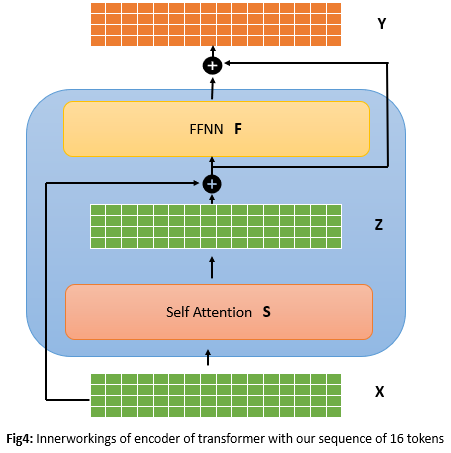 Y
+
FFNN F
+
Z
Self Attention S
X
Fig4: Innerworkings of encoder of transformer with our sequence of 16 tokens